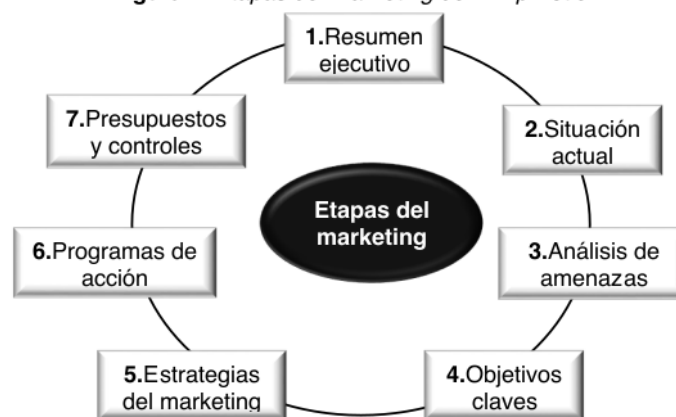 1.Resumen
ejecutivo
2.Situación
actual
3.Análisis de
amenazas
4.Objetivos
claves
5.Estrategias
del marketing
6.Programas de
acción
7.Presupuestos
y controles
Etapas del
marketing